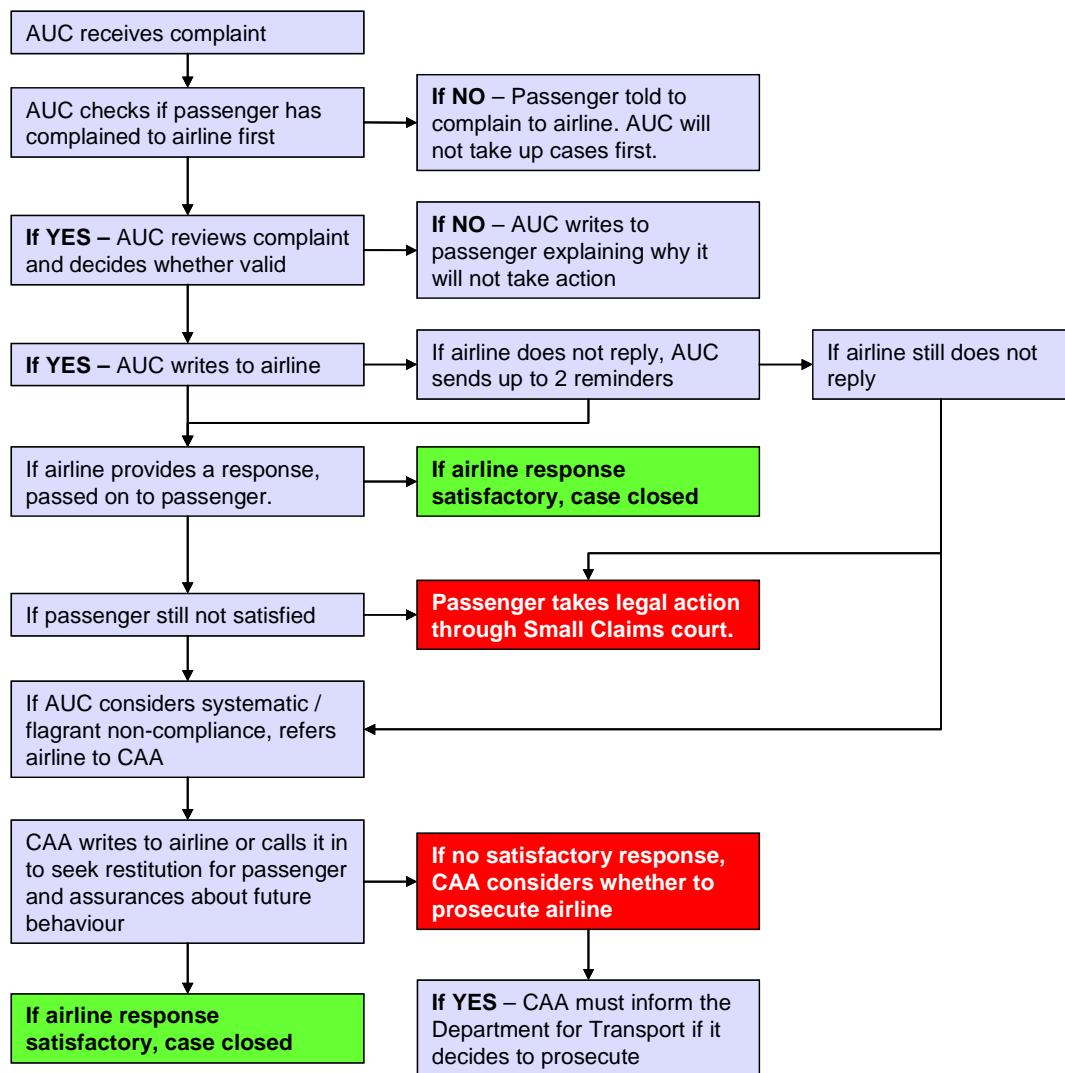 AUC receives complaint
AUC checks if passenger has
complained to airline first
If NO – Passenger told to
complain to airline. AUC will
not take up cases first.
If YES – AUC reviews complaint
and decides whether valid
If NO – AUC writes to
passenger explaining why it
will not take action
If YES – AUC writes to airline
If airline does not reply, AUC
sends up to 2 reminders
If airline still does not
reply
If airline provides a response,
passed on to passenger.
If airline response
satisfactory, case closed
If passenger still not satisfied
Passenger takes legal action
through Small Claims court.
If AUC considers systematic /
flagrant non-compliance, refers
airline to CAA
CAA writes to airline or calls it in
to seek restitution for passenger
and assurances about future
behaviour
If no satisfactory response,
CAA considers whether to
prosecute airline
If airline response
satisfactory, case closed
If YES – CAA must inform the
Department for Transport if it
decides to prosecute